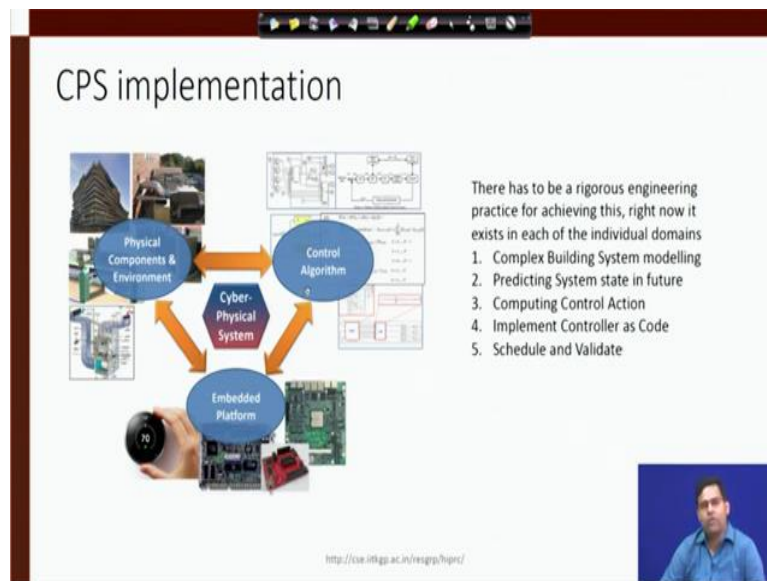 CPS implementation
Physical
Components &
Environment
Control
Algorithm
Cyber-
Physical
System
Embedded
Platform
70
There has to be a rigorous engineering
practice for achieving this, right now it
exists in each of the individual domains
1. Complex Building System modelling
2. Predicting System state in future
3. Computing Control Action
4. Implement Controller as Code
5. Schedule and Validate
http://cse.iitkgp.ac.in/resgrp/hiprc/